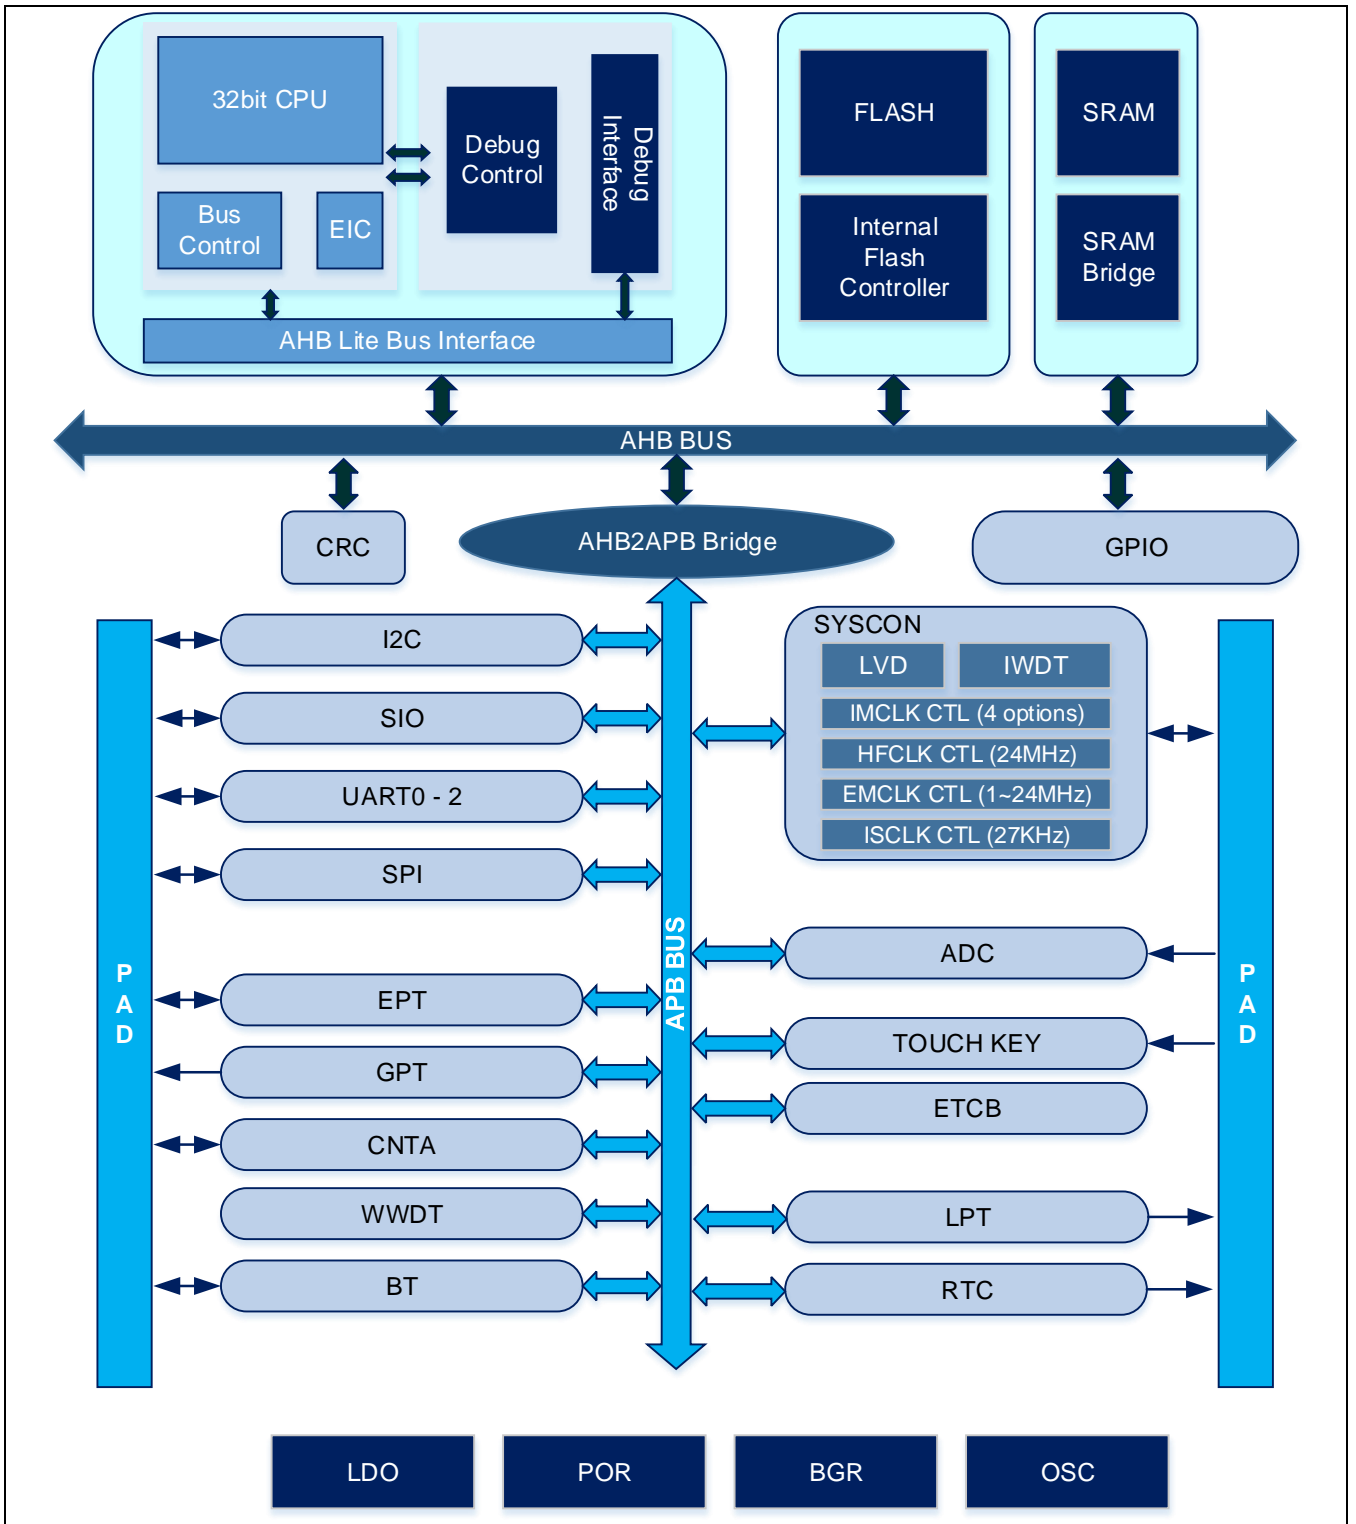 32bit CPU
Debug
Control
Debug
Interface
Bus
Control
EIC
AHB Lite Bus Interface
FLASH
Internal
Flash
Controller
SRAM
SRAM
Bridge
AHB BUS
CRC
AHB2APB Bridge
GPIO
PAD
I2C
SIO
UART0 - 2
SPI
EPT
GPT
CNTA
WWDT
BT
APB BUS
SYSCON
LVD
IWDT
IMCLK CTL (4 options)
HFCLK CTL (24MHz)
EMCLK CTL (1~24MHz)
ISCLK CTL (27KHz)
ADC
TOUCH KEY
ETCB
LPT
RTC
PAD
LDO
POR
BGR
OSC